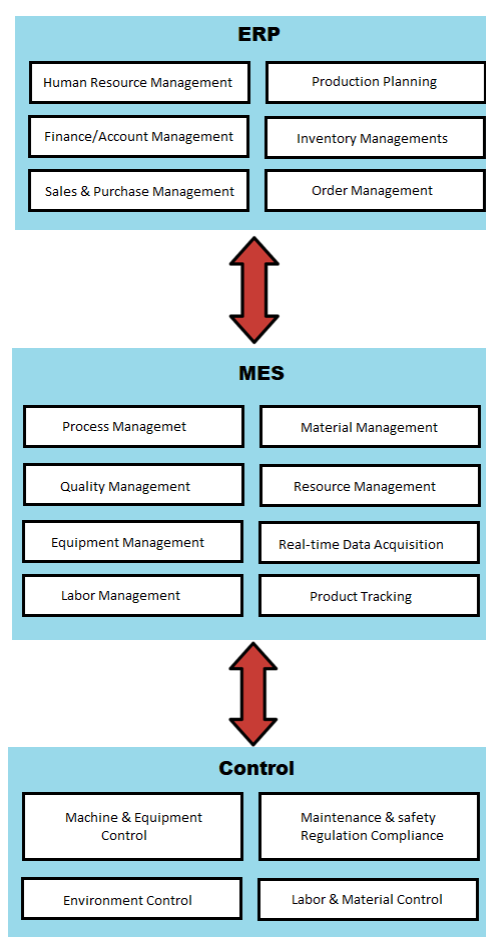 ERP
Human Resource Management
Production Planning
Finance/Account Management
Inventory Managements
Sales & Purchase Management
Order Management
MES
Process Managemet
Material Management
Quality Management
Resource Management
Equipment Management
Real-time Data Acquisition
Labor Management
Product Tracking
Control
Machine & Equipment
Control
Maintenance & safety
Regulation Compliance
Environment Control
Labor & Material Control